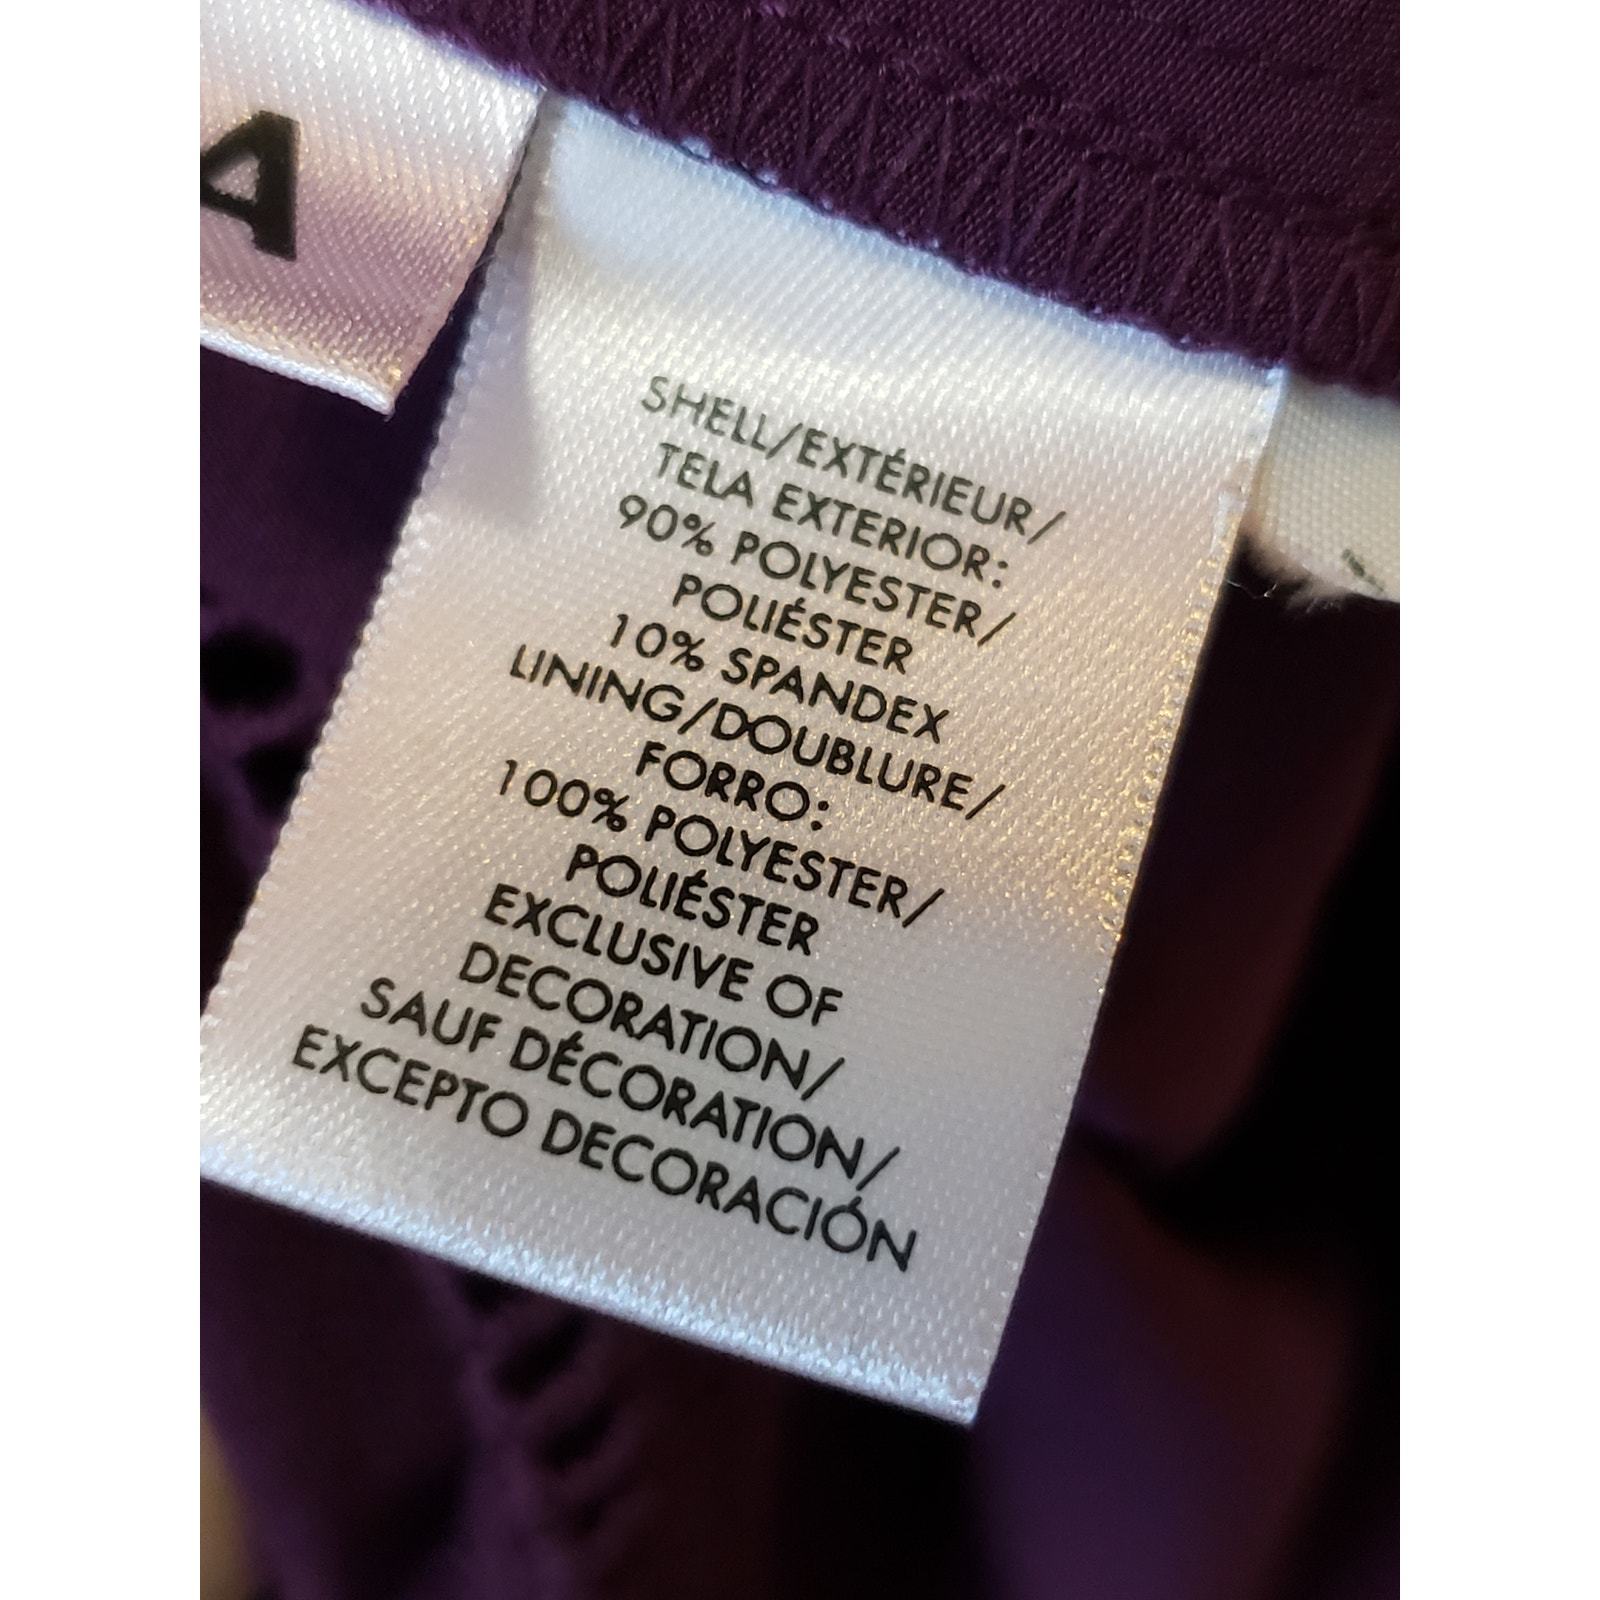 A
SHELL/EXTÉRIEUR/
TELA EXTERIOR:
90% POLYESTER/
POLIÉSTER
10% SPANDEX
LINING/DOUBLURE/
FORRO:
100% POLYESTER/
POLIÉSTER
EXCLUSIVE OF
DECORATION/
SAUF DÉCORATION/
EXCEPTO DECORACIÓN